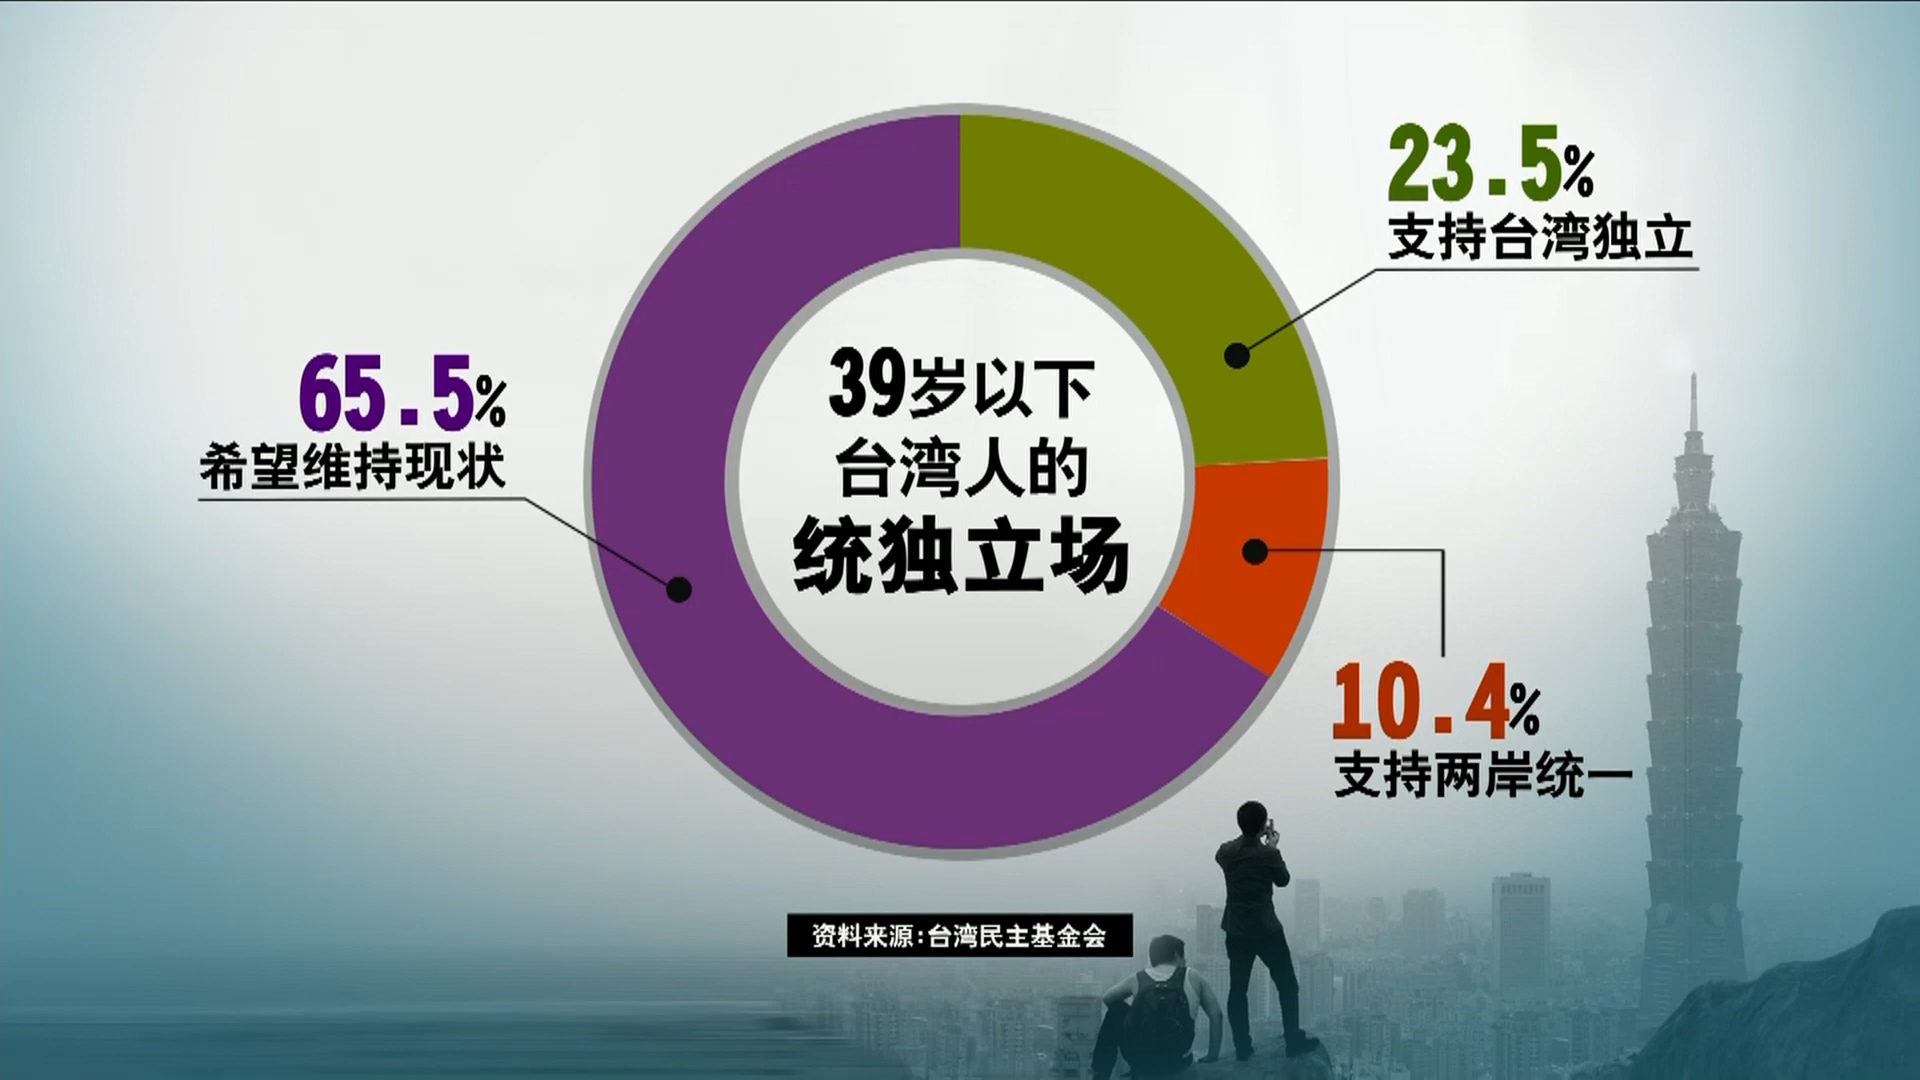 39岁以下
台湾人的
统独立场
23.5%
支持台湾独立
65.5%
希望维持现状
10.4%
支持两岸统一
资料来源:台湾民主基金会